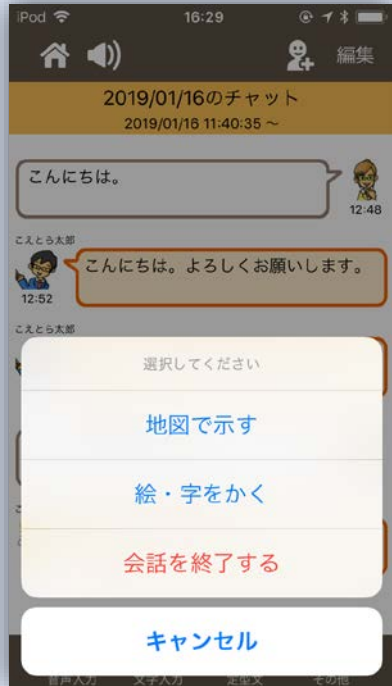 iPod 16:29
編集
2019/01/16のチャット
2019/01/16 11:40:35 ～
こんにちは。
12:48
こえとら太郎
こんにちは。よろしくお願いします。
12:52
こえとら太郎
選択してください
地図で示す
絵・字をかく
会話を終了する
キャンセル
音声入力 文字入力 定型文 その他